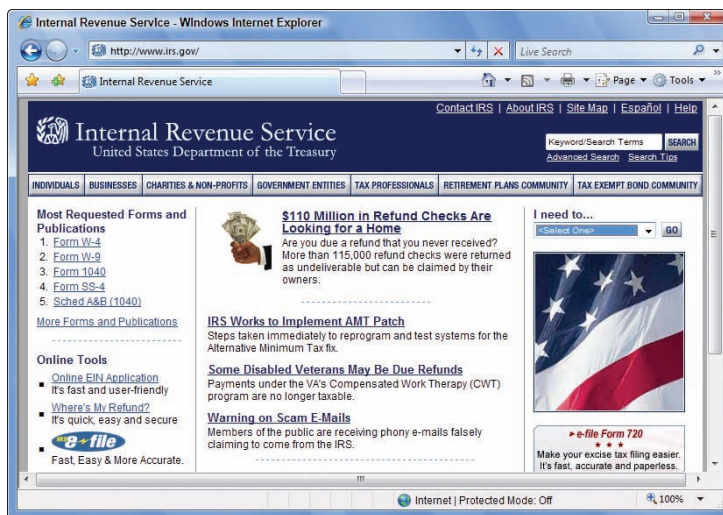 Internal Revenue Service - Windows Internet Explorer
http://www.irs.gov/
Live Search
Internal Revenue Service
Page
Tools
Contact IRS | About IRS | Site Map | Español | Help
Internal Revenue Service
United States Department of the Treasury
Keyword/Search Terms
SEARCH
Advanced Search Search Tips
INDIVIDUALS
BUSINESSES
CHARITIES & NON-PROFITS
GOVERNMENT ENTITIES
TAX PROFESSIONALS
RETIREMENT PLANS COMMUNITY
TAX EXEMPT BOND COMMUNITY
Most Requested Forms and
Publications
1. Form W-4
2. Form W-9
3. Form 1040
4. Form SS-4
5. Sched A&B (1040)
More Forms and Publications
Online Tools
Online EIN Application
It's fast and user-friendly
Where's My Refund?
It's quick, easy and secure
IRS e-file
Fast, Easy & More Accurate.
$110 Million in Refund Checks Are
Looking for a Home
Are you due a refund that you never received?
More than 115,000 refund checks were returned
as undeliverable but can be claimed by their
owners.
IRS Works to Implement AMT Patch
Steps taken immediately to reprogram and test systems for the
Alternative Minimum Tax fix.
Some Disabled Veterans May Be Due Refunds
Payments under the VA's Compensated Work Therapy (CWT)
program are no longer taxable.
Warning on Scam E-Mails
Members of the public are receiving phony e-mails falsely
claiming to come from the IRS.
I need to...
<Select One>
GO
e-file Form 720
Make your excise tax filing easier.
It's fast, accurate and paperless.
Internet | Protected Mode: Off
100%